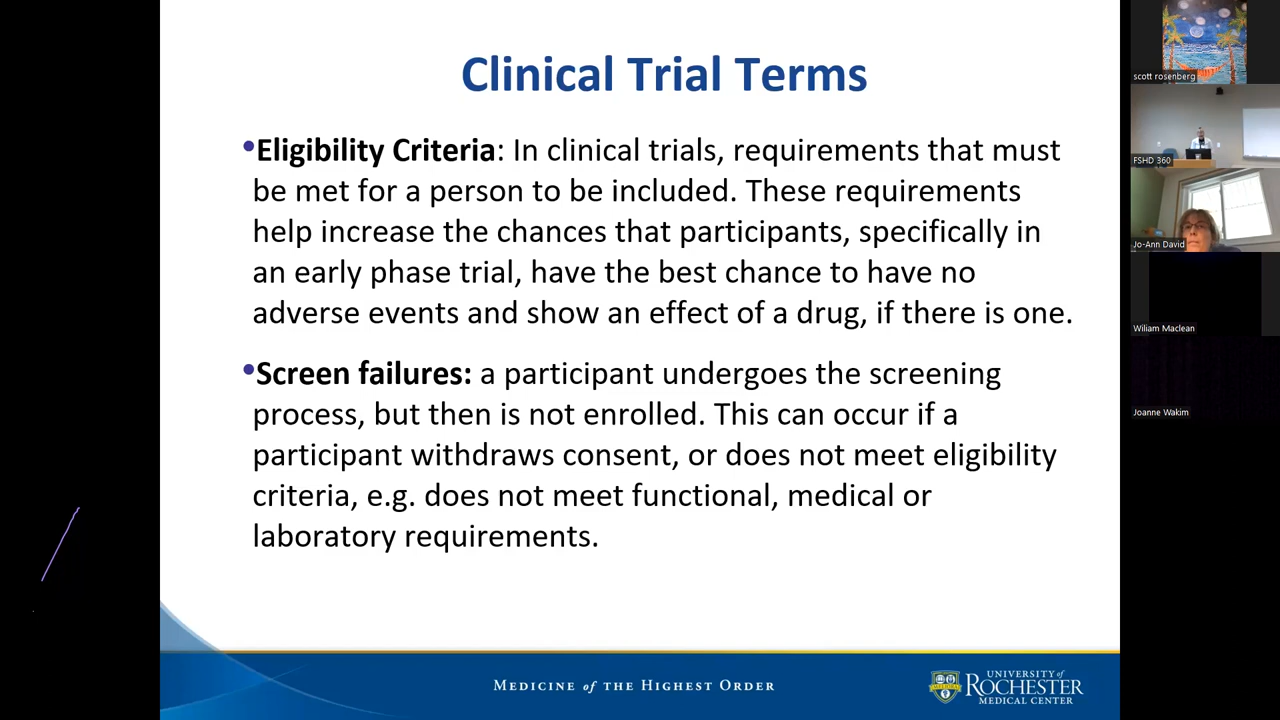 Clinical Trial Terms
•Eligibility Criteria: In clinical trials, requirements that must
be met for a person to be included. These requirements
help increase the chances that participants, specifically in
an early phase trial, have the best chance to have no
adverse events and show an effect of a drug, if there is one.
•Screen failures: a participant undergoes the screening
process, but then is not enrolled. This can occur if a
participant withdraws consent, or does not meet eligibility
criteria, e.g. does not meet functional, medical or
laboratory requirements.
MEDICINE of THE HIGHEST ORDER
UNIVERSITY of
ROCHESTER
MEDICAL CENTER
scott rosenberg
FSHD 360
Jo-Ann David
Wiliam Maclean
Joanne Wakim